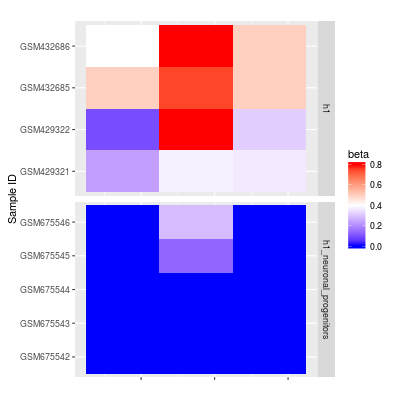 GSM432686
GSM432685
GSM429322
GSM429321
h1
GSM675546
GSM675545
GSM675544
GSM675543
GSM675542
h1_neuronal_progenitors
Sample ID
beta
0.8
0.6
0.4
0.2
0.0